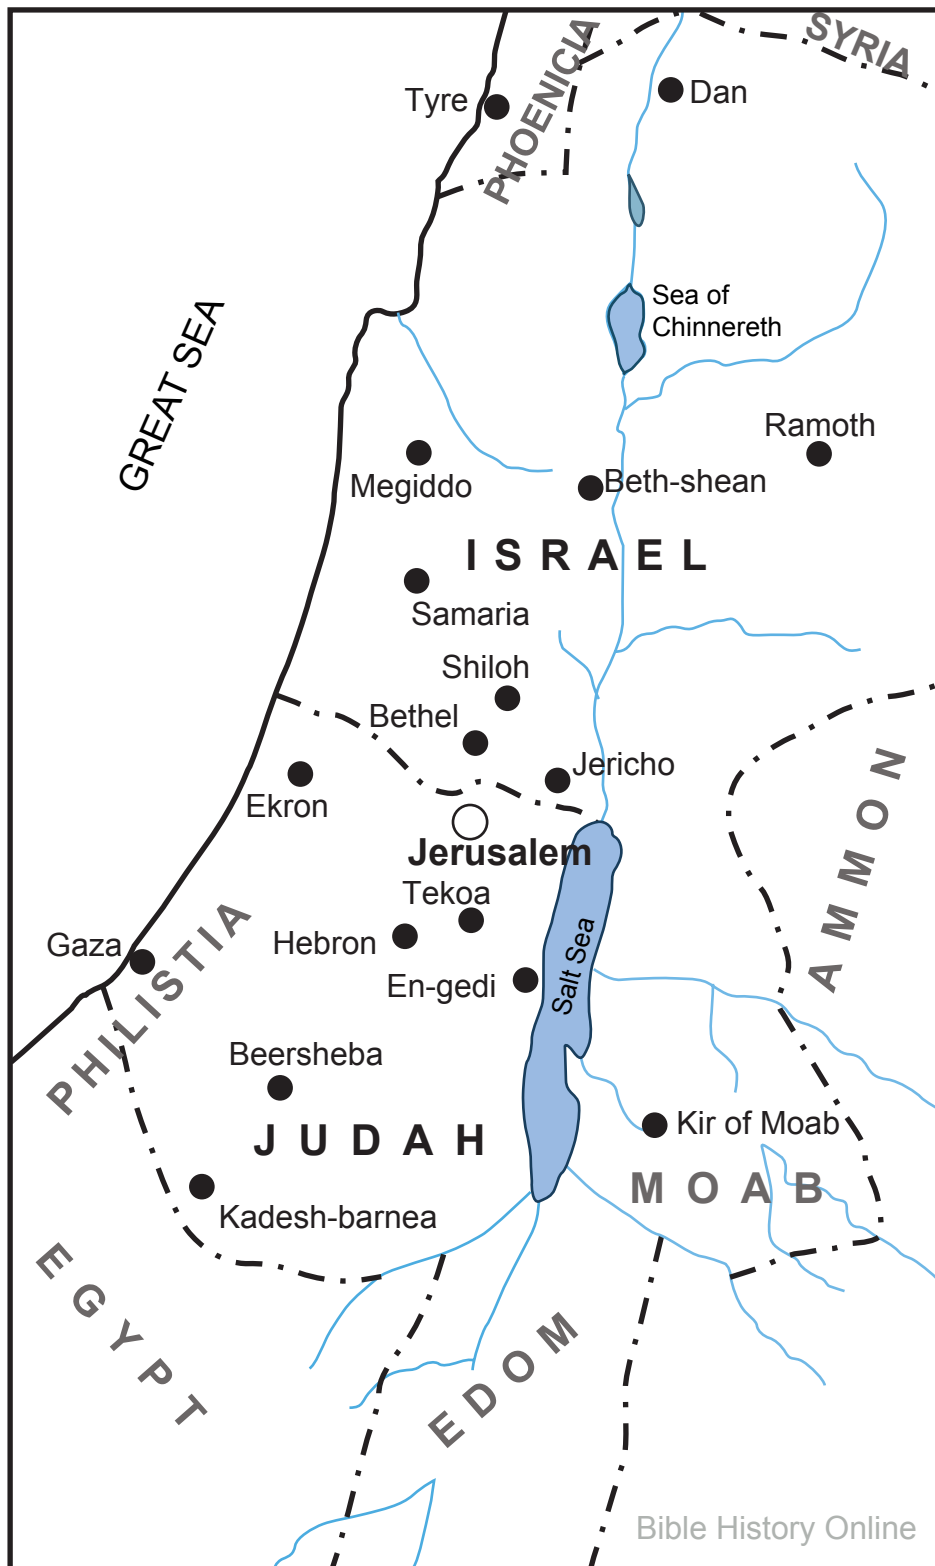 SYRIA
PHOENICIA
Dan
Tyre
Sea of
Chinnereth
GREAT SEA
Ramoth
Megiddo
Beth-shean
ISRAEL
Samaria
Shiloh
Bethel
Jericho
Ekron
AMMON
Jerusalem
Tekoa
Hebron
Gaza
PHILISTIA
En-gedi
Salt Sea
Beersheba
Kir of Moab
JUDAH
MOAB
Kadesh-barnea
EGYPT
EDOM
Bible History Online